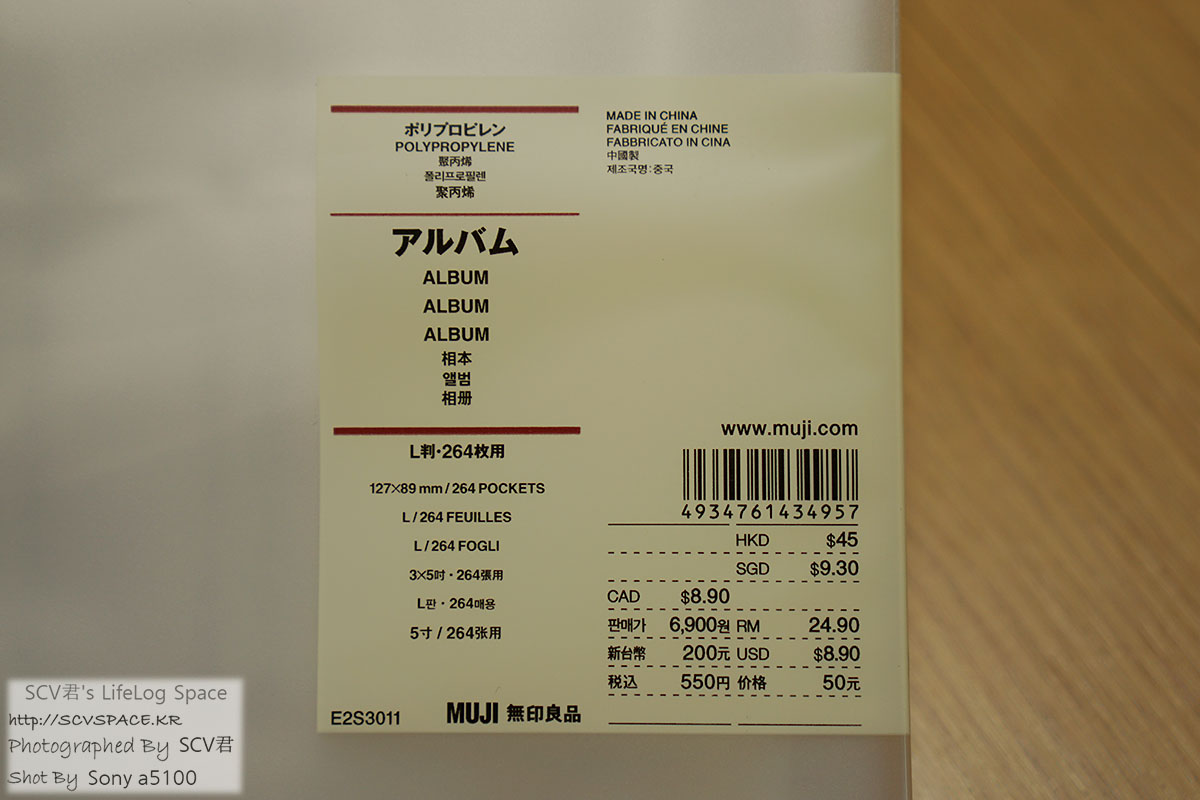 ポリプロピレン
POLYPROPYLENE
聚丙烯
폴리프로필렌
聚丙烯
アルバム
ALBUM
ALBUM
ALBUM
相本
앨범
相册
L判・264枚用
127×89 mm / 264 POCKETS
L / 264 FEUILLES
L / 264 FOGLI
3×5吋・264張用
L판・264매용
5寸 / 264张用
E2S3011
MUJI 無印良品
MADE IN CHINA
FABRIQUÉ EN CHINE
FABBRICATO IN CINA
中國製
제조국명:중국
www.muji.com
4934761434957
HKD $45
SGD $9.30
CAD $8.90
판매가 6,900원 RM 24.90
新台幣 200元 USD $8.90
税込 550円 价格 50元
SCV君's LifeLog Space
http://SCVSPACE.KR
Photographed By SCV君
Shot By Sony a5100